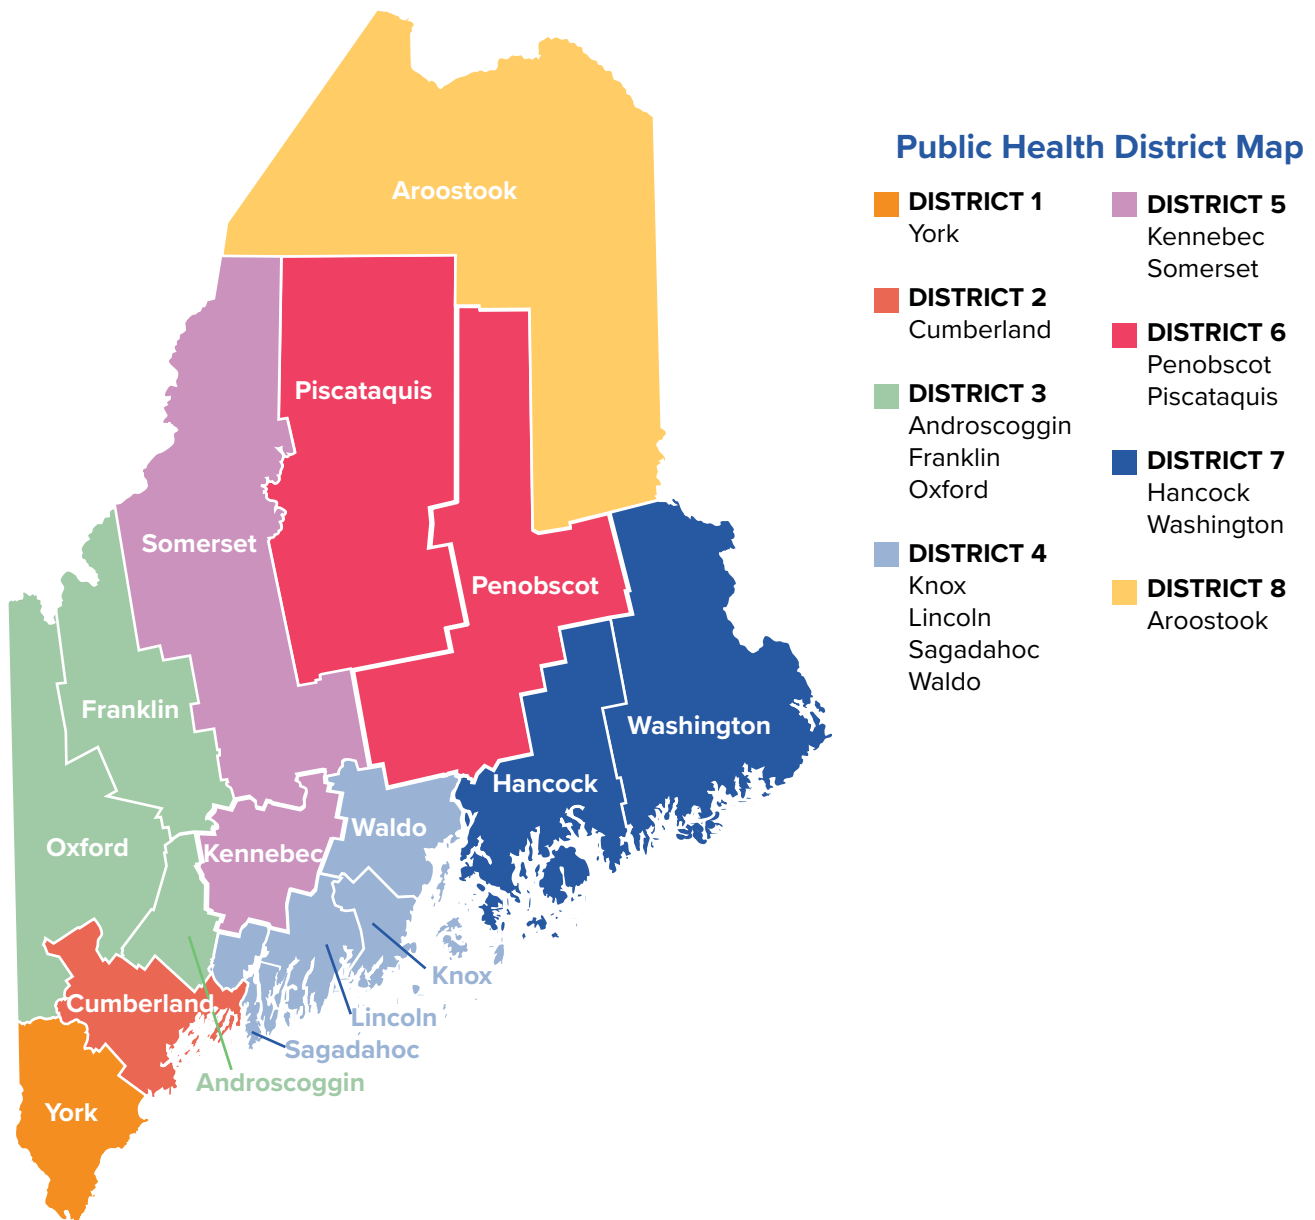 Public Health District Map
DISTRICT 1
York
DISTRICT 2
Cumberland
DISTRICT 3
Androscoggin
Franklin
Oxford
DISTRICT 4
Knox
Lincoln
Sagadahoc
Waldo
DISTRICT 5
Kennebec
Somerset
DISTRICT 6
Penobscot
Piscataquis
DISTRICT 7
Hancock
Washington
DISTRICT 8
Aroostook
Aroostook
Piscataquis
Somerset
Penobscot
Franklin
Washington
Hancock
Waldo
Oxford
Kennebec
Knox
Cumberland
Lincoln
Sagadahoc
Androscoggin
York